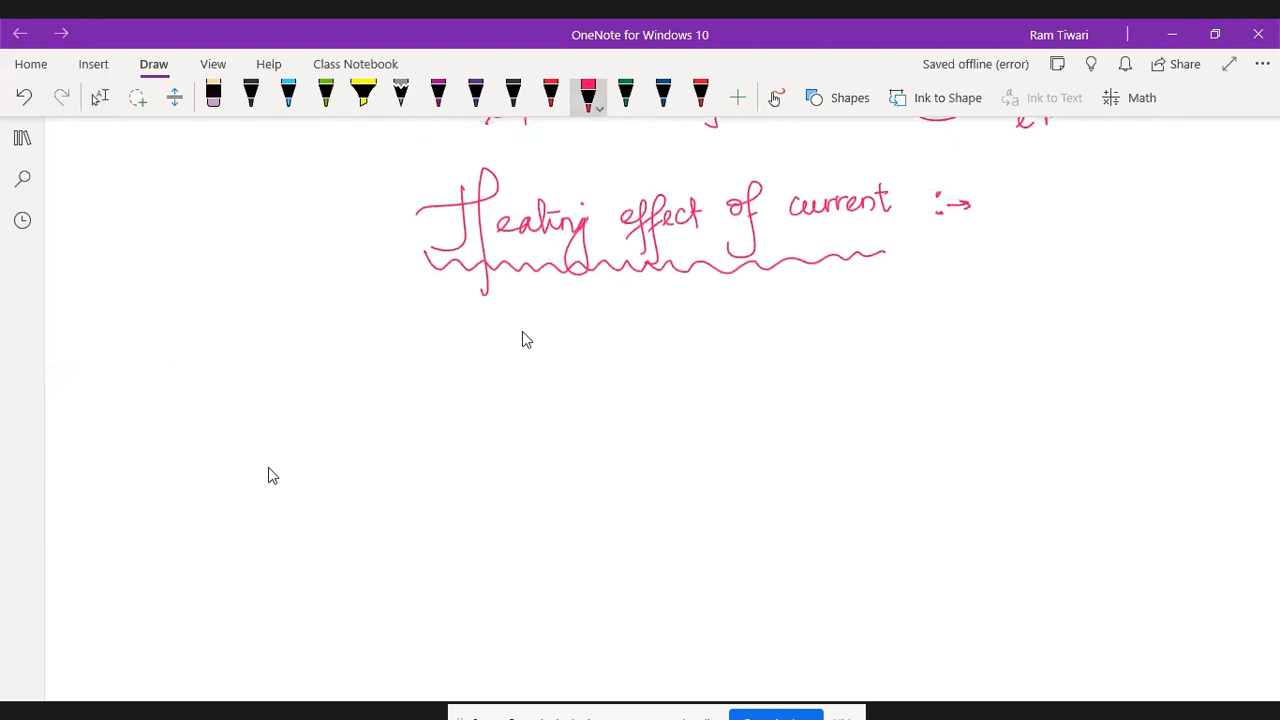 OneNote for Windows 10
Ram Tiwari
Home Insert Draw View Help Class Notebook
Saved offline (error)
Share
Shapes
Ink to Shape
Ink to Text
Math
Heating effect of current :→